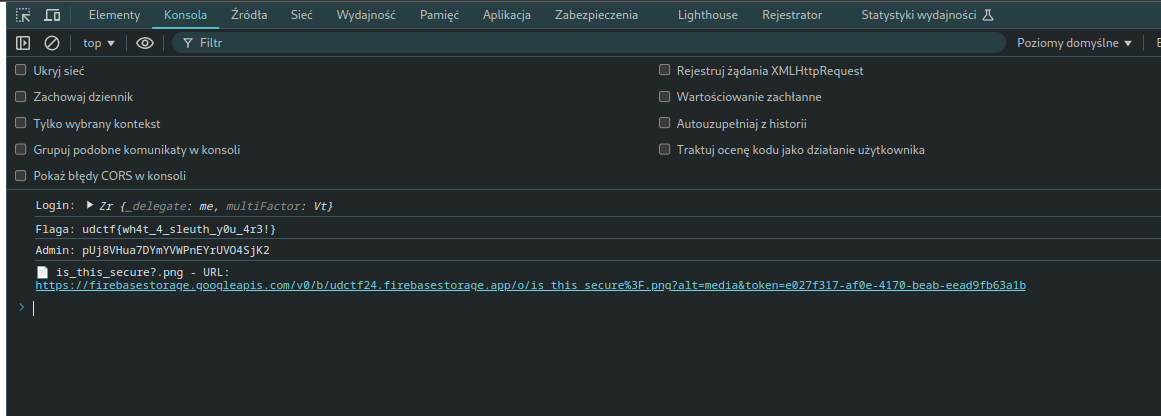 Elementy Konsola Źródła Sieć Wydajność Pamięć Aplikacja Zabezpieczenia Lighthouse Rejestrator Statystyki wydajności
top Filtr Poziomy domyślne
Ukryj sieć Rejestruj żądania XMLHttpRequest
Zachowaj dziennik Wartościowanie zachłanne
Tylko wybrany kontekst Autouzupełniaj z historii
Grupuj podobne komunikaty w konsoli Traktuj ocenę kodu jako działanie użytkownika
Pokaż błędy CORS w konsoli
Login: ▶ Zr {_delegate: me, multiFactor: Vt}
Flaga: udctf{wh4t_4_sleuth_y0u_4r3!}
Admin: pUj8VHua7DYmYVWPnEYrUVO4SjK2
is_this_secure?.png - URL:
https://firebasestorage.googleapis.com/v0/b/udctf24.firebasestorage.app/o/is_this_secure%3F.png?alt=media&token=e027f317-af0e-4170-beab-eead9fb63a1b
>